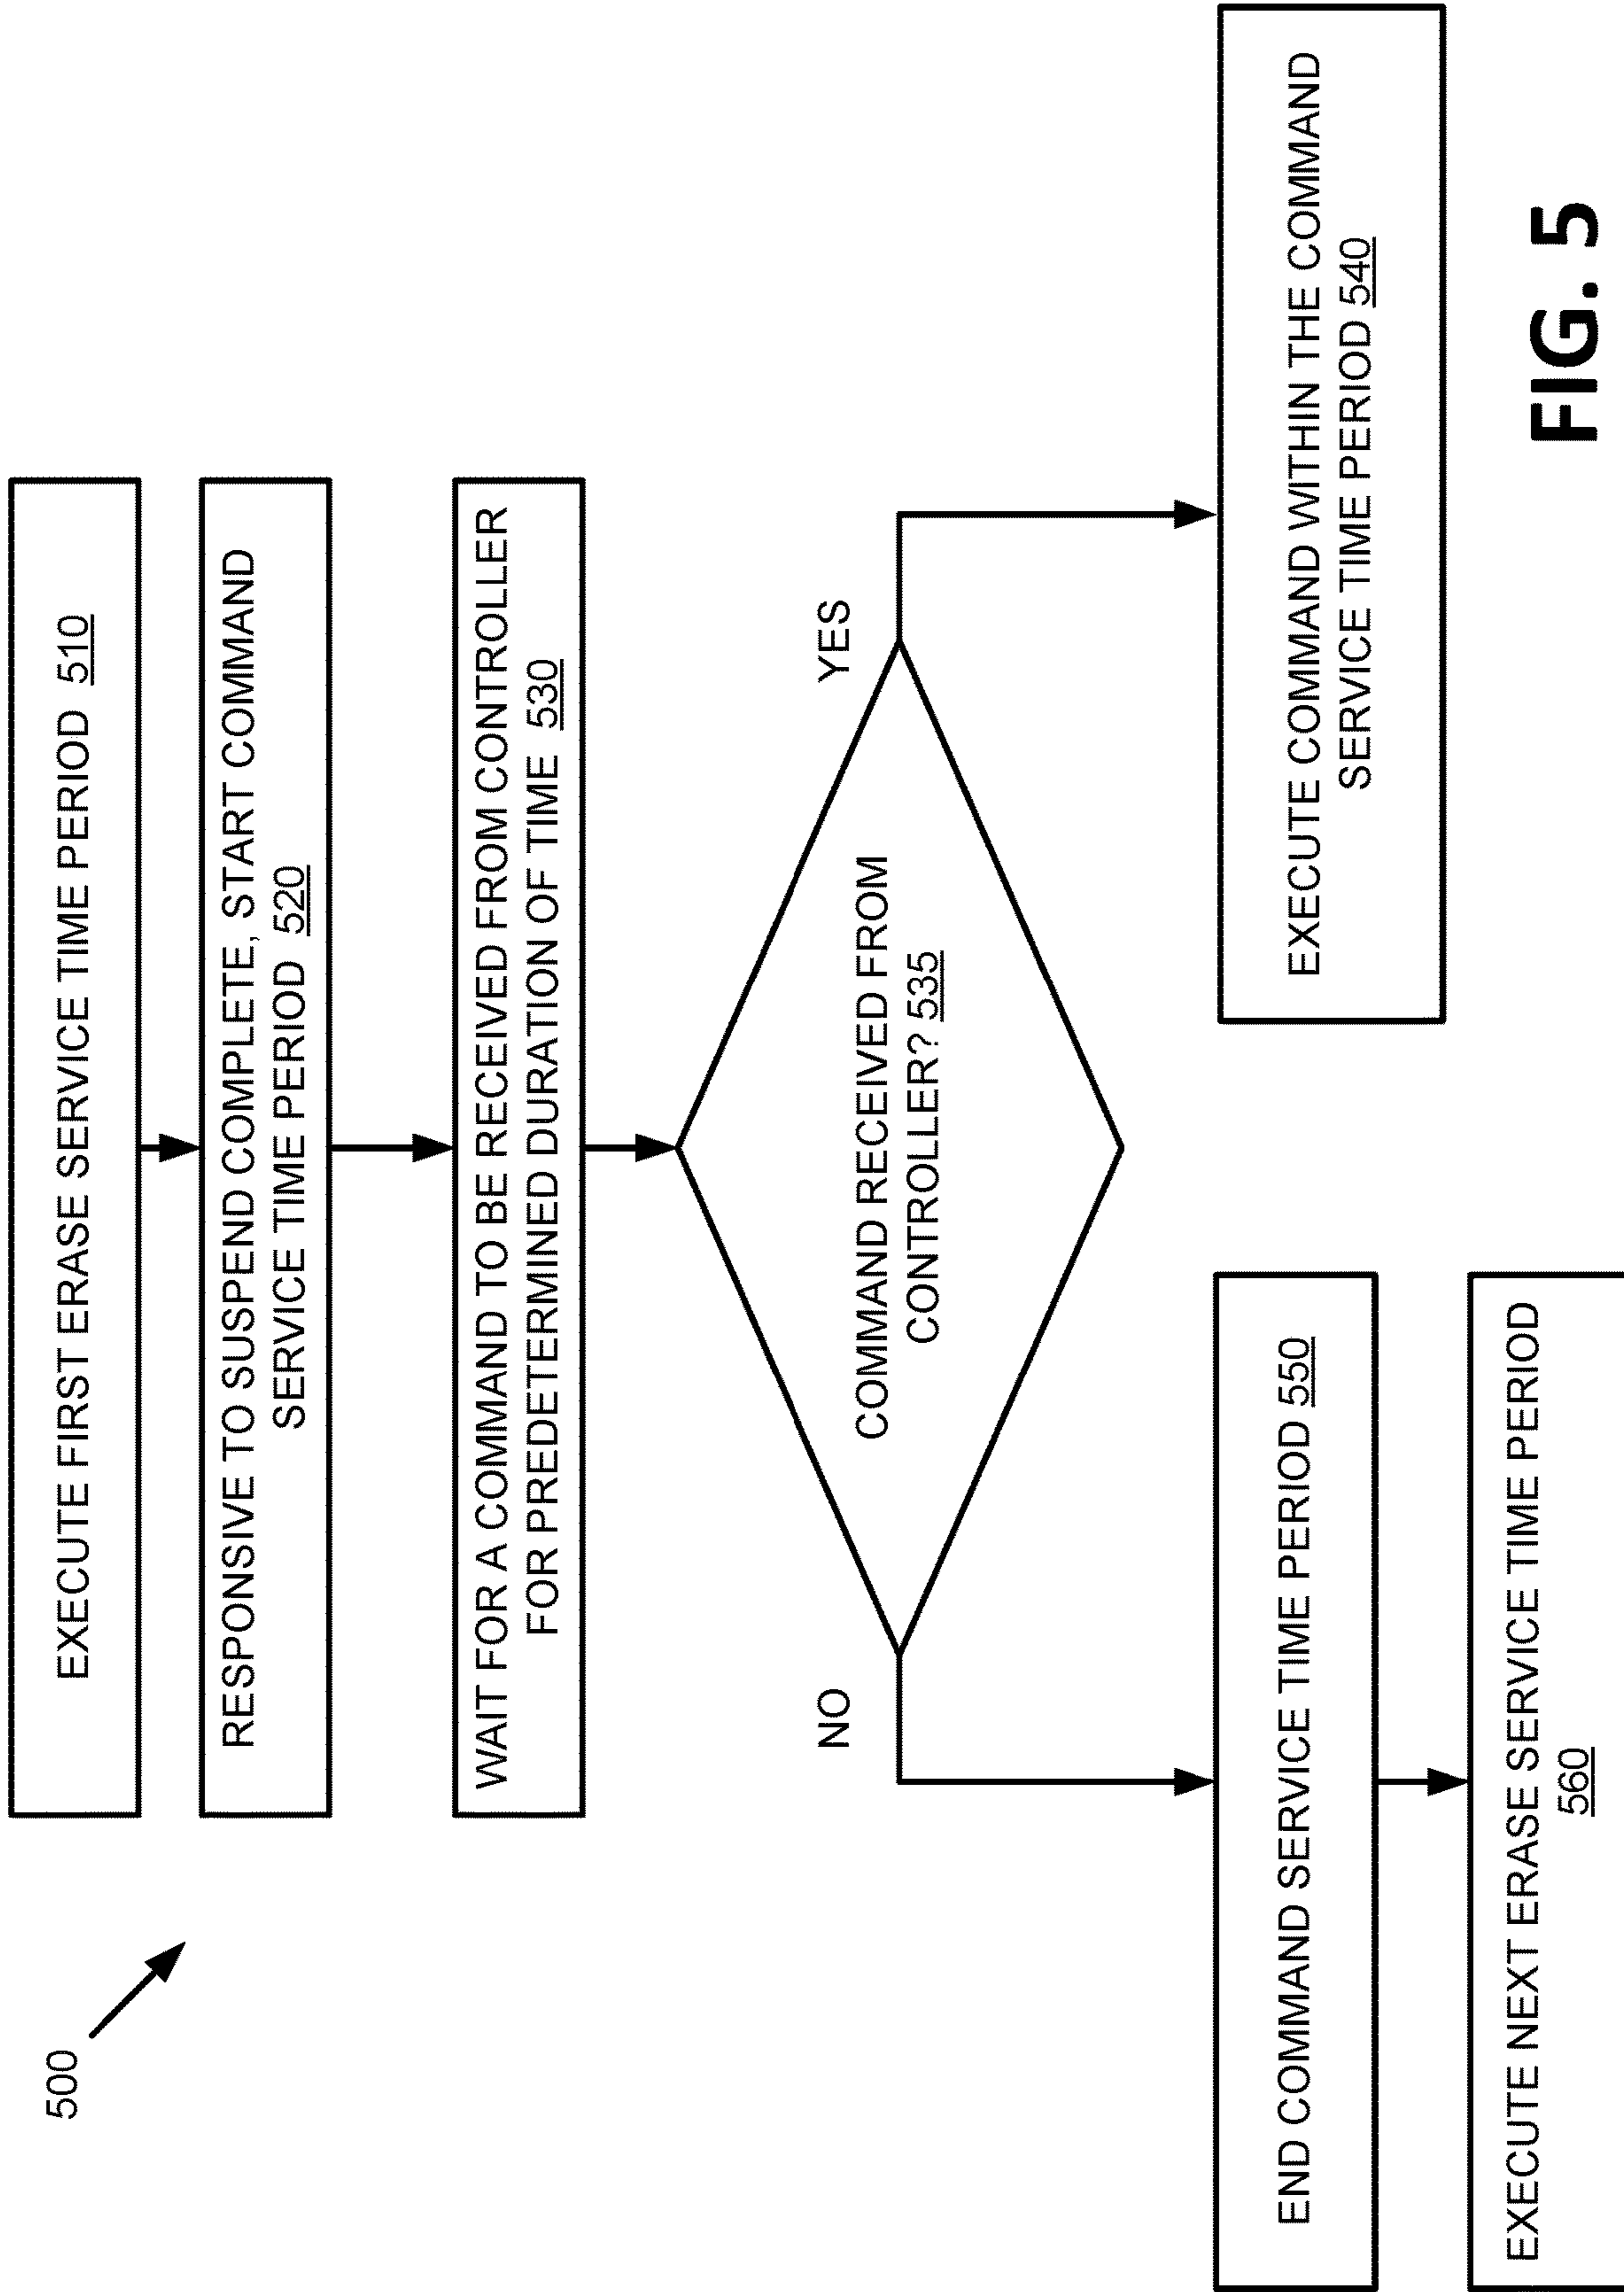 500
EXECUTE FIRST ERASE SERVICE TIME PERIOD 510
RESPONSIVE TO SUSPEND COMPLETE, START COMMAND
SERVICE TIME PERIOD 520
WAIT FOR A COMMAND TO BE RECEIVED FROM CONTROLLER
FOR PREDETERMINED DURATION OF TIME 530
COMMAND RECEIVED FROM
CONTROLLER? 535
NO
YES
END COMMAND SERVICE TIME PERIOD 550
EXECUTE NEXT ERASE SERVICE TIME PERIOD
560
EXECUTE COMMAND WITHIN THE COMMAND
SERVICE TIME PERIOD 540
FIG. 5